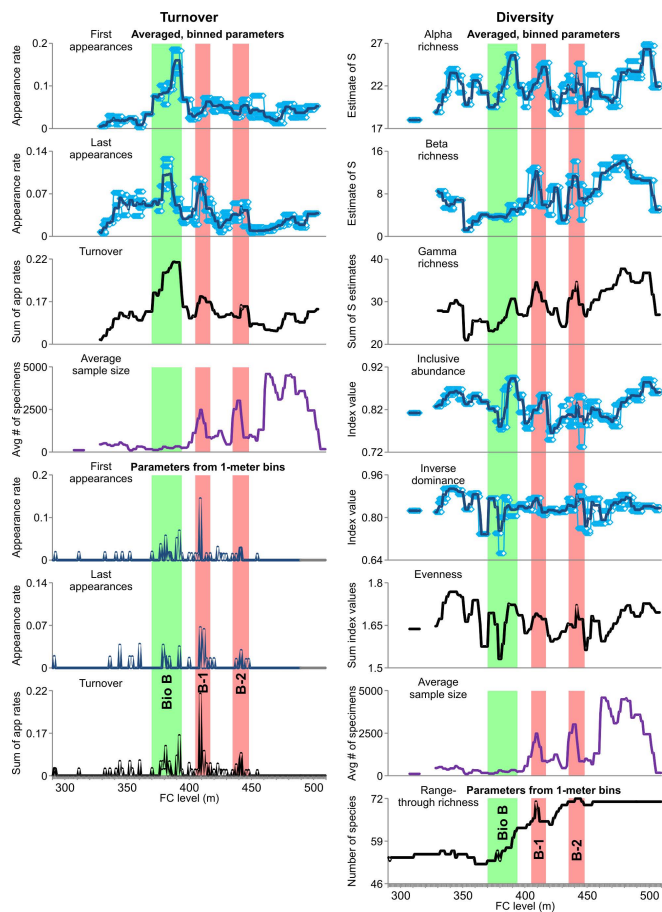 Turnover
First appearances
Averaged, binned parameters
Appearance rate
0.2
0.1
0
Last appearances
Appearance rate
0.14
0.07
0
Turnover
Sum of app rates
0.22
0.17
0
Average sample size
Avg # of specimens
5000
2500
0
First appearances
Parameters from 1-meter bins
Appearance rate
0.2
0.1
0
Last appearances
Appearance rate
0.14
0.07
0
Turnover
Sum of app rates
0.22
0.17
0
Bio B
B-1
B-2
300 400 500
FC level (m)
Diversity
Averaged, binned parameters
Alpha richness
Estimate of S
27
22
17
Beta richness
Estimate of S
12
6
0
Gamma richness
Sum of S estimates
40
30
20
Inclusive abundance
Index value
0.92
0.82
0.72
Inverse dominance
Index value
0.96
0.80
0.64
Evenness
Sum index values
1.8
1.65
1.5
Average sample size
Avg # of specimens
5000
2500
0
Range-through richness
Parameters from 1-meter bins
Number of species
72
59
46
Bio B
B-1
B-2
300 400 500
FC level (m)